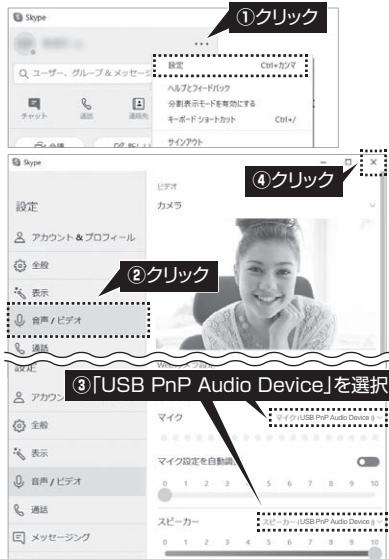 Skype
①クリック
設定 Ctrl+カンマ
ユーザー、グループ & メッセージ
ヘルプとフィードバック
分割表示モードを有効にする
キーボード ショートカット Ctrl+/
サインアウト
チャット 通話 連絡先
Skype
④クリック
ビデオ
設定
カメラ
アカウント & プロフィール
全般
②クリック
表示
音声 / ビデオ
通話
設定
③「USB PnP Audio Device」を選択
アカウン
マイク マイク (USB PnP Audio Device)
全般
表示
マイク設定を自動調
音声 / ビデオ
0 1 2 3 5 6 7 8 9 10
通話
スピーカー スピーカー (USB PnP Audio Device)
メッセージング
0 1 2 3 4 5 6 7 8 9 10